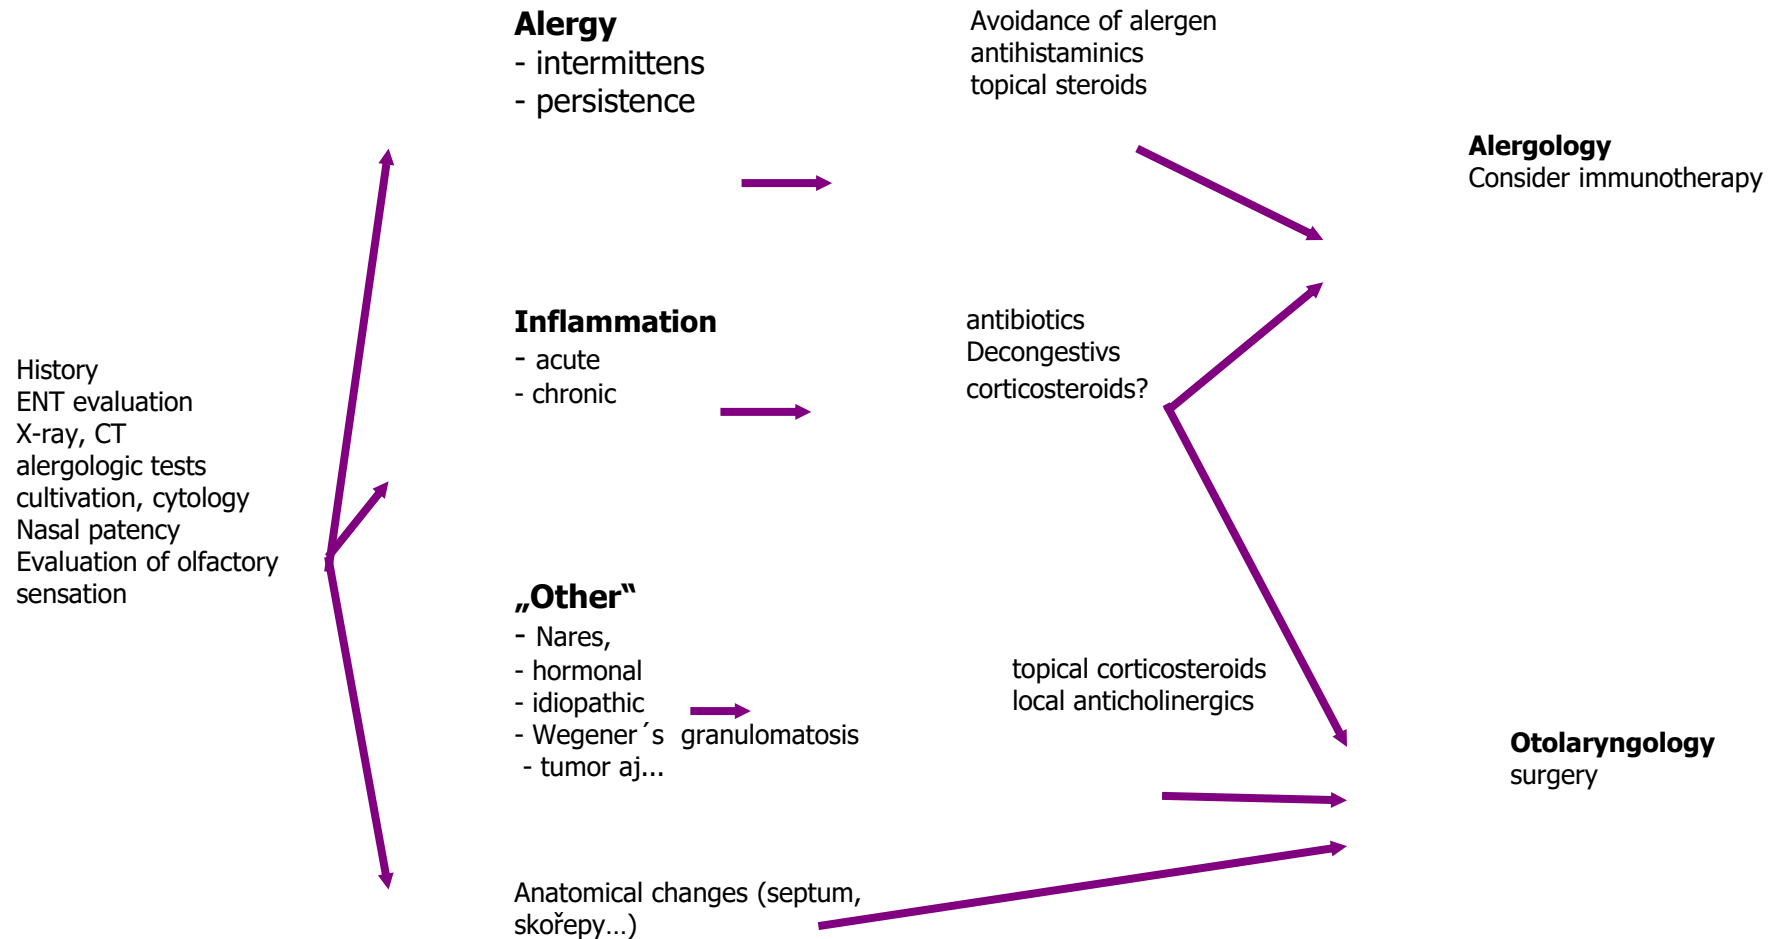 History
ENT evaluation
X-ray, CT
alergologic tests
cultivation, cytology
Nasal patency
Evaluation of olfactory
sensation
Alergy
- intermittens
- persistence
Avoidance of alergen
antihistaminics
topical steroids
Alergology
Consider immunotherapy
Inflammation
- acute
- chronic
antibiotics
Decongestivs
corticosteroids?
„Other‟
- Nares,
- hormonal
- idiopathic
- Wegener´s granulomatosis
- tumor aj...
topical corticosteroids
local anticholinergics
Otolaryngology
surgery
Anatomical changes (septum,
skořepy…)